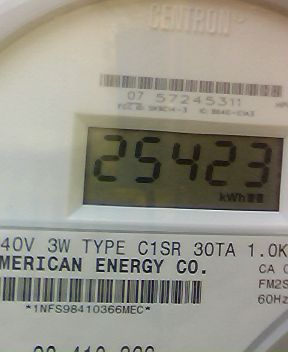 CENTRON
07 57245311
25423
kWh
40V 3W TYPE C1SR 30TA 1.0K
MERICAN ENERGY CO.
CA
FM2S
60Hz
*1NFS98410366MEC*